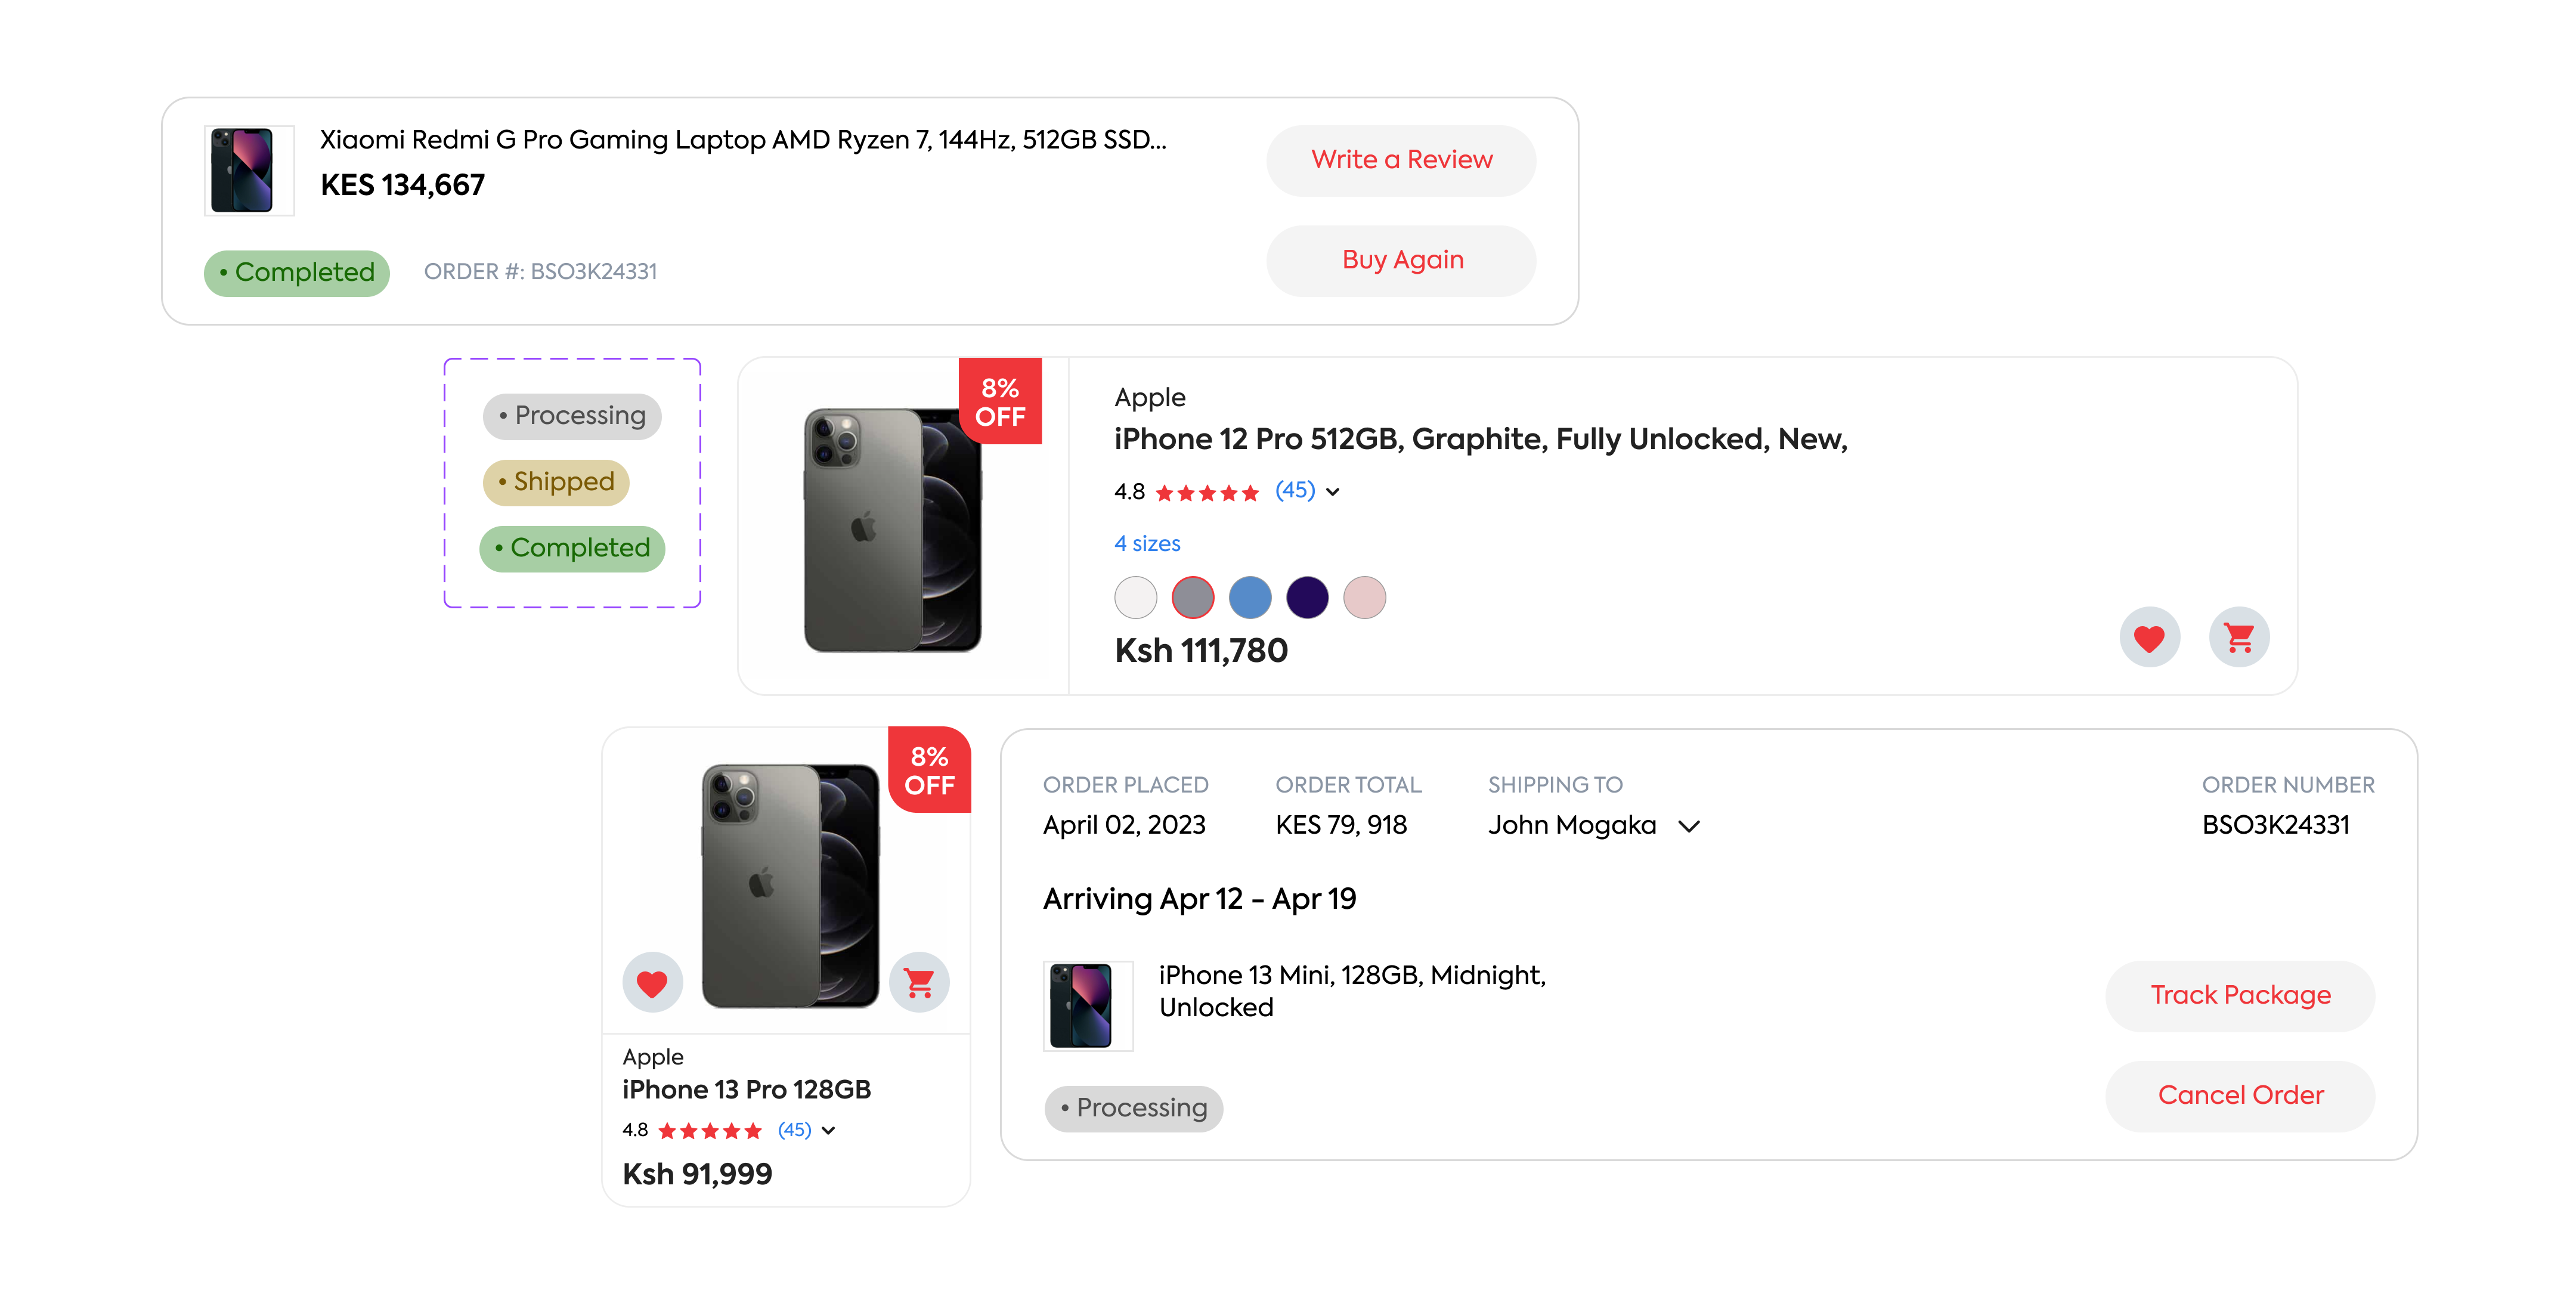 Xiaomi Redmi G Pro Gaming Laptop AMD Ryzen 7, 144Hz, 512GB SSD...
KES 134,667
• Completed
ORDER #: BSO3K24331
Write a Review
Buy Again
• Processing
• Shipped
• Completed
8%
OFF
Apple
iPhone 12 Pro 512GB, Graphite, Fully Unlocked, New,
4.8 (45)
4 sizes
Ksh 111,780
8%
OFF
Apple
iPhone 13 Pro 128GB
4.8 (45)
Ksh 91,999
ORDER PLACED
April 02, 2023
ORDER TOTAL
KES 79, 918
SHIPPING TO
John Mogaka
ORDER NUMBER
BSO3K24331
Arriving Apr 12 - Apr 19
iPhone 13 Mini, 128GB, Midnight,
Unlocked
• Processing
Track Package
Cancel Order